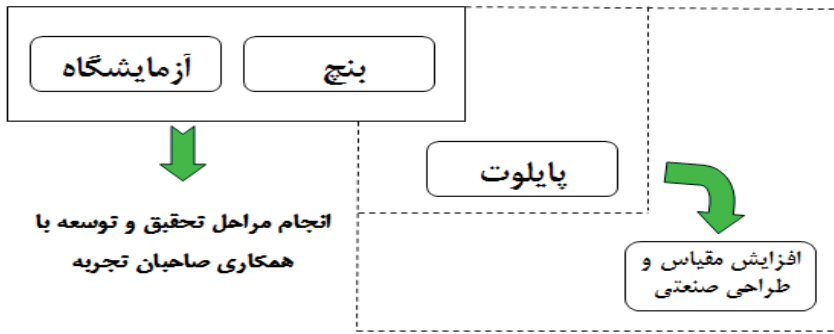 آزمایشگاه
بنچ
پایلوت
انجام مراحل تحقیق و توسعه با
همکاری صاحبان تجربه
افزایش مقیاس و
طراحی صنعتی